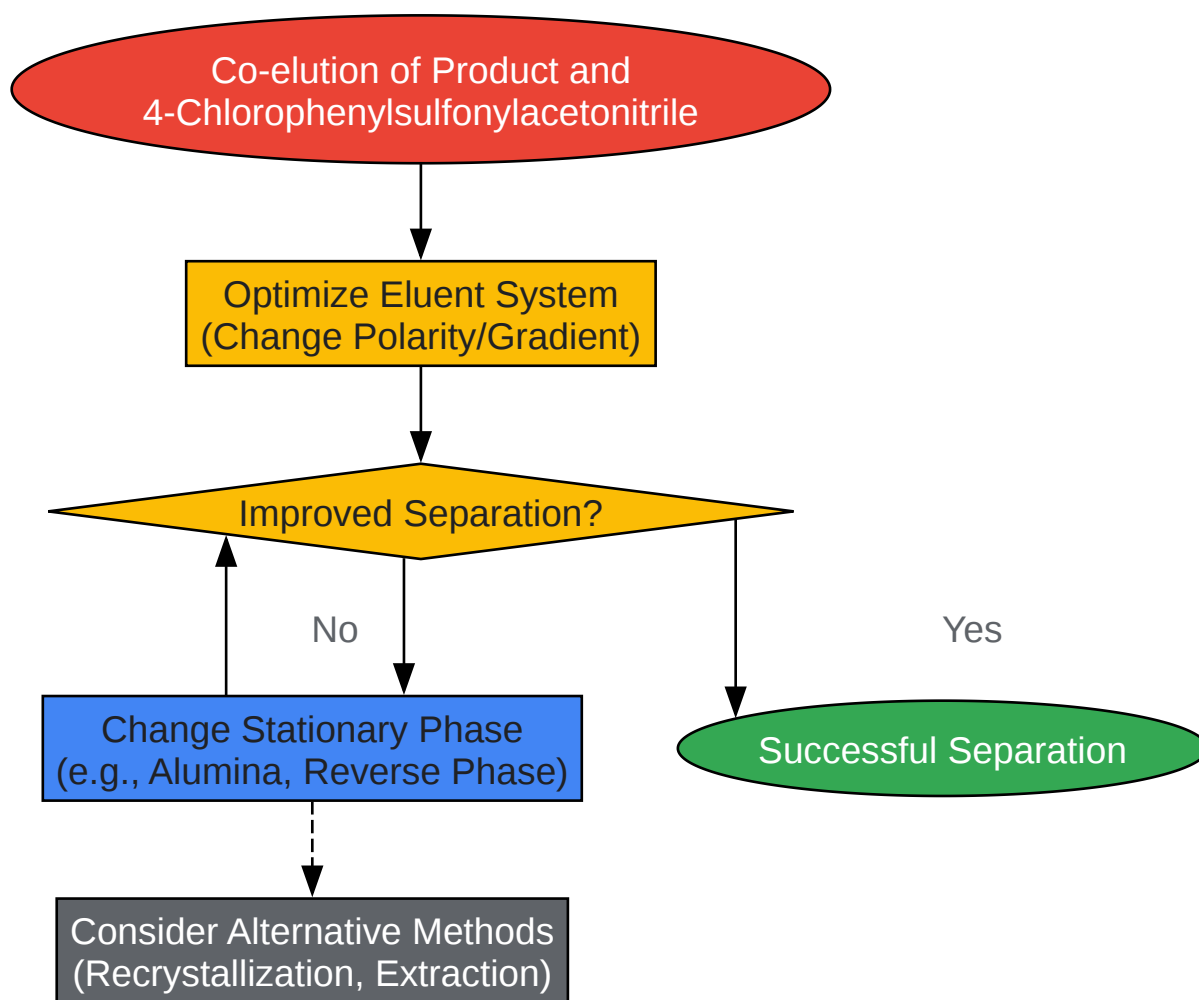 Co-elution of Product and
4-Chlorophenylsulfonylacetonitrile
Optimize Eluent System
(Change Polarity/Gradient)
Improved Separation?
No
Yes
Change Stationary Phase
(e.g., Alumina, Reverse Phase)
Successful Separation
Consider Alternative Methods
(Recrystallization, Extraction)